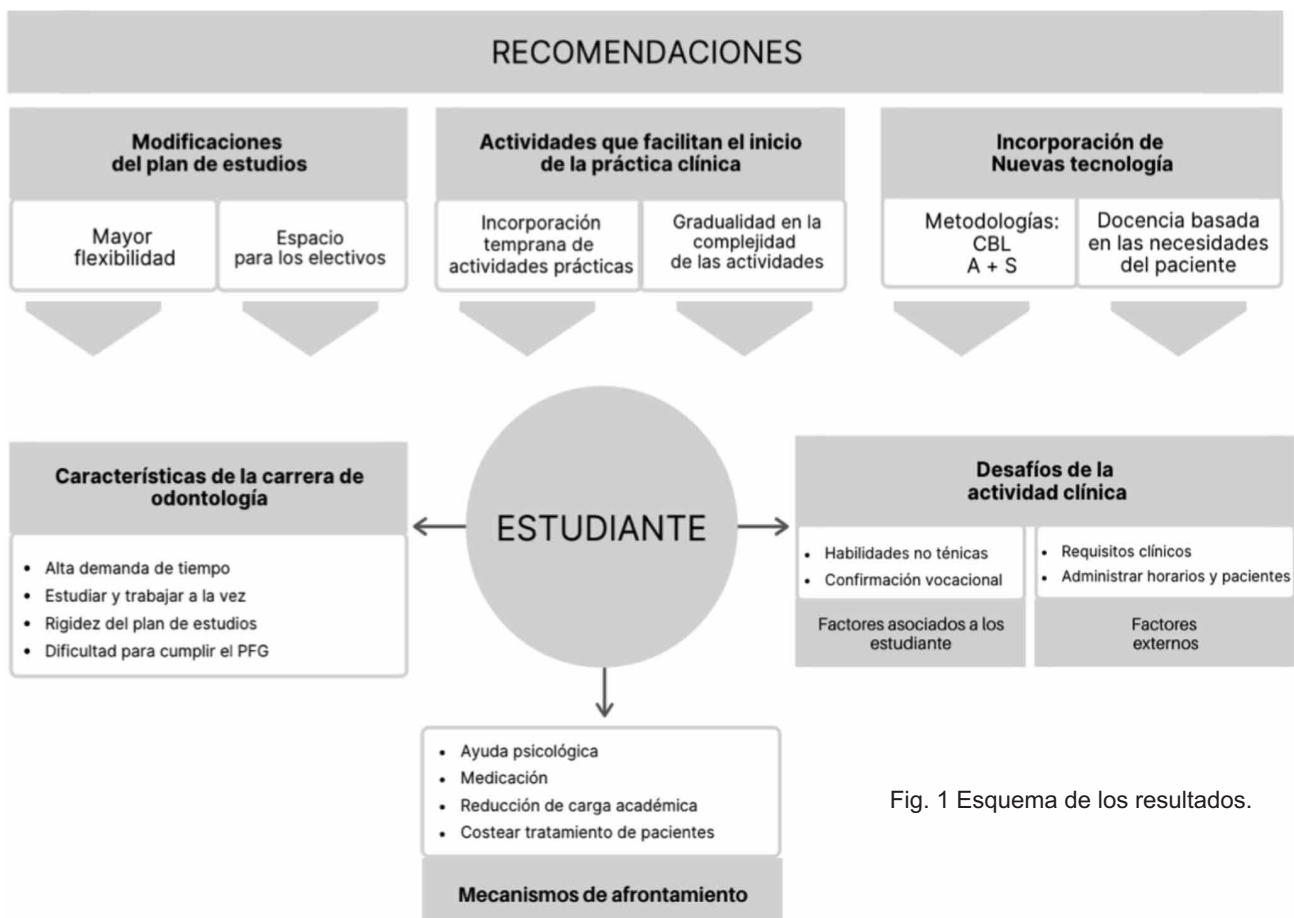 RECOMENDACIONES
Modificaciones
del plan de estudios
Mayor
flexibilidad
Espacio
para los electivos
Actividades que facilitan el inicio
de la práctica clínica
Incorporación
temprana de
actividades prácticas
Gradualidad en la
complejidad
de las actividades
Incorporación de
Nuevas tecnología
Metodologías:
CBL
A + S
Docencia basada
en las necesidades
del paciente
Características de la carrera de
odontología
• Alta demanda de tiempo
• Estudiar y trabajar a la vez
• Rigidez del plan de estudios
• Dificultad para cumplir el PFG
ESTUDIANTE
Desafíos de la
actividad clínica
• Habilidades no ténicas
• Confirmación vocacional
Factores asociados a los
estudiante
• Requisitos clínicos
• Administrar horarios y pacientes
Factores
externos
• Ayuda psicológica
• Medicación
• Reducción de carga académica
• Costear tratamiento de pacientes
Mecanismos de afrontamiento
Fig. 1 Esquema de los resultados.